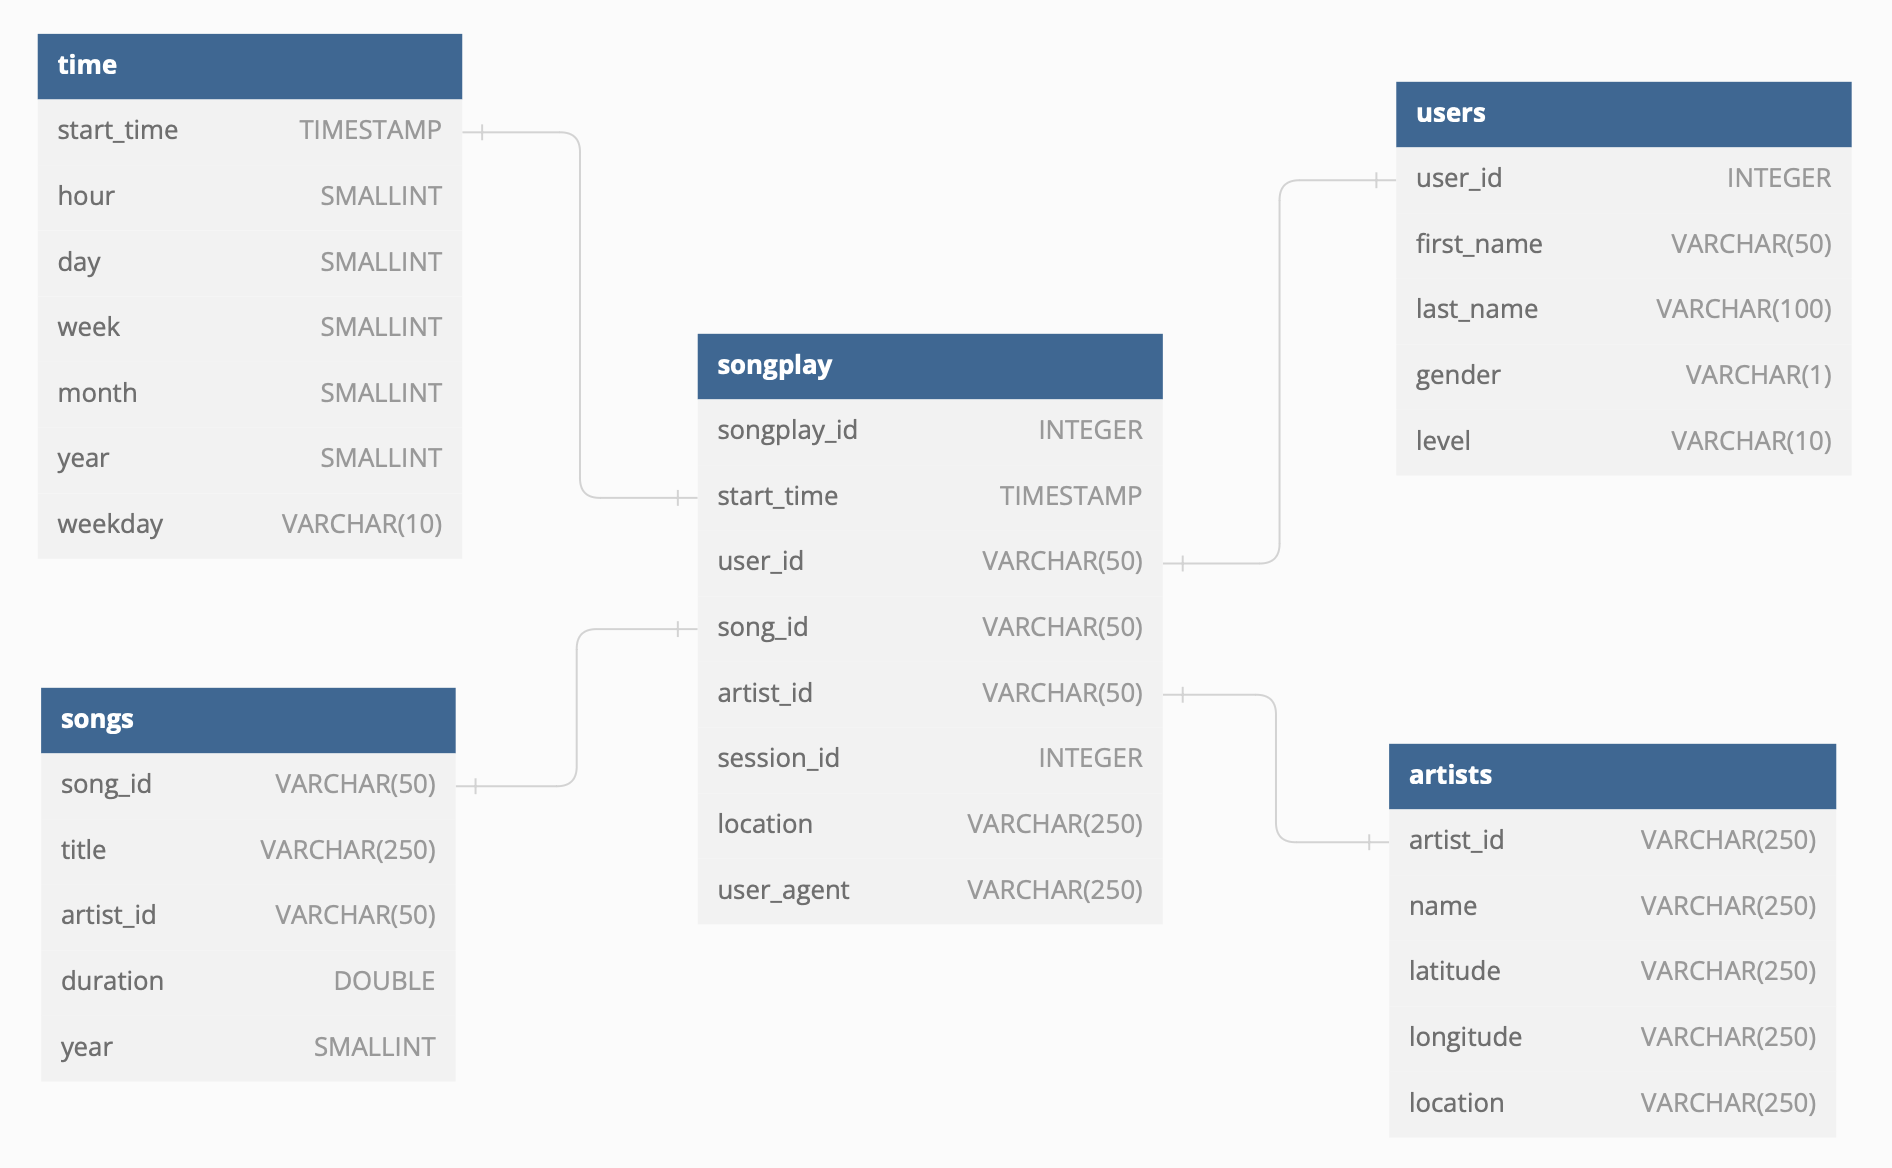 time
start_time TIMESTAMP
hour SMALLINT
day SMALLINT
week SMALLINT
month SMALLINT
year SMALLINT
weekday VARCHAR(10)
users
user_id INTEGER
first_name VARCHAR(50)
last_name VARCHAR(100)
gender VARCHAR(1)
level VARCHAR(10)
songplay
songplay_id INTEGER
start_time TIMESTAMP
user_id VARCHAR(50)
song_id VARCHAR(50)
artist_id VARCHAR(50)
session_id INTEGER
location VARCHAR(250)
user_agent VARCHAR(250)
songs
song_id VARCHAR(50)
title VARCHAR(250)
artist_id VARCHAR(50)
duration DOUBLE
year SMALLINT
artists
artist_id VARCHAR(250)
name VARCHAR(250)
latitude VARCHAR(250)
longitude VARCHAR(250)
location VARCHAR(250)